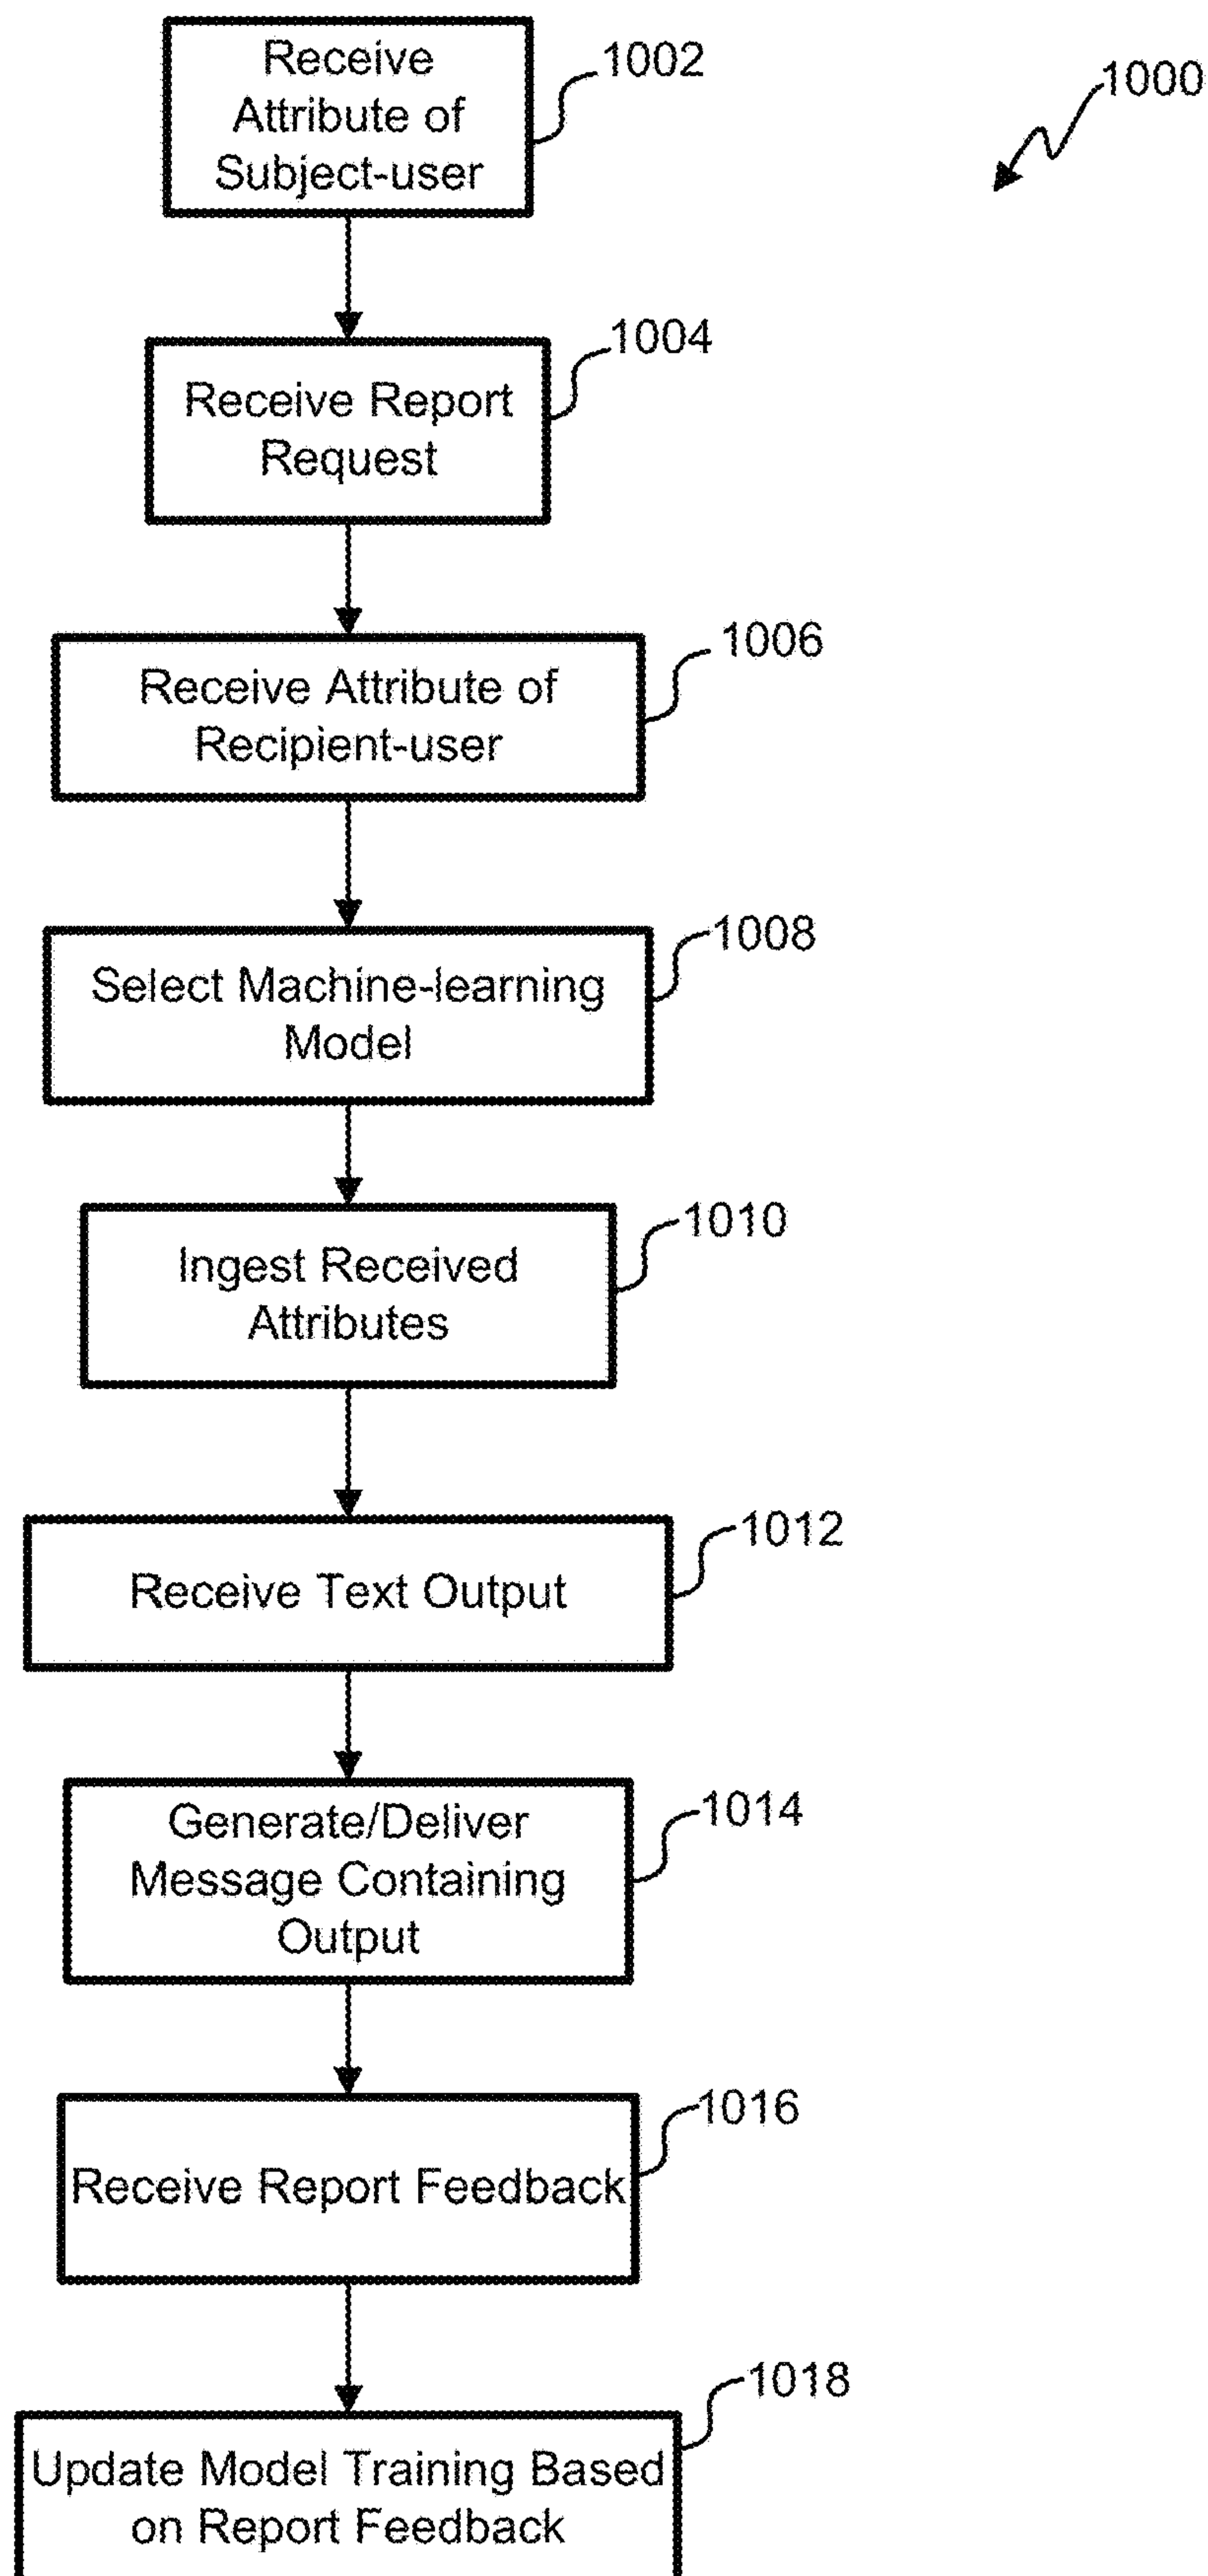 Receive
Attribute of
Subject-user
1002
1000
Receive Report
Request
1004
Receive Attribute of
Recipient-user
1006
Select Machine-learning
Model
1008
Ingest Received
Attributes
1010
Receive Text Output
1012
Generate/Deliver
Message Containing
Output
1014
Receive Report Feedback
1016
Update Model Training Based
on Report Feedback
1018